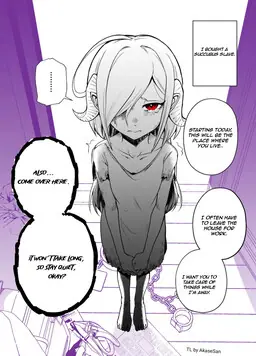 I BOUGHT A
SUCCUBUS SLAVE.
..........
STARTING TODAY,
THIS WILL BE
THE PLACE
WHERE YOU
LIVE.
ALSO...
COME OVER HERE.
I OFTEN HAVE
TO LEAVE THE
HOUSE FOR
WORK.
IT WON'T TAKE LONG,
SO STAY QUIET,
OKAY?
I WANT YOU TO
TAKE CARE OF
THINGS WHILE
I'M AWAY.
TL by AkaseSan